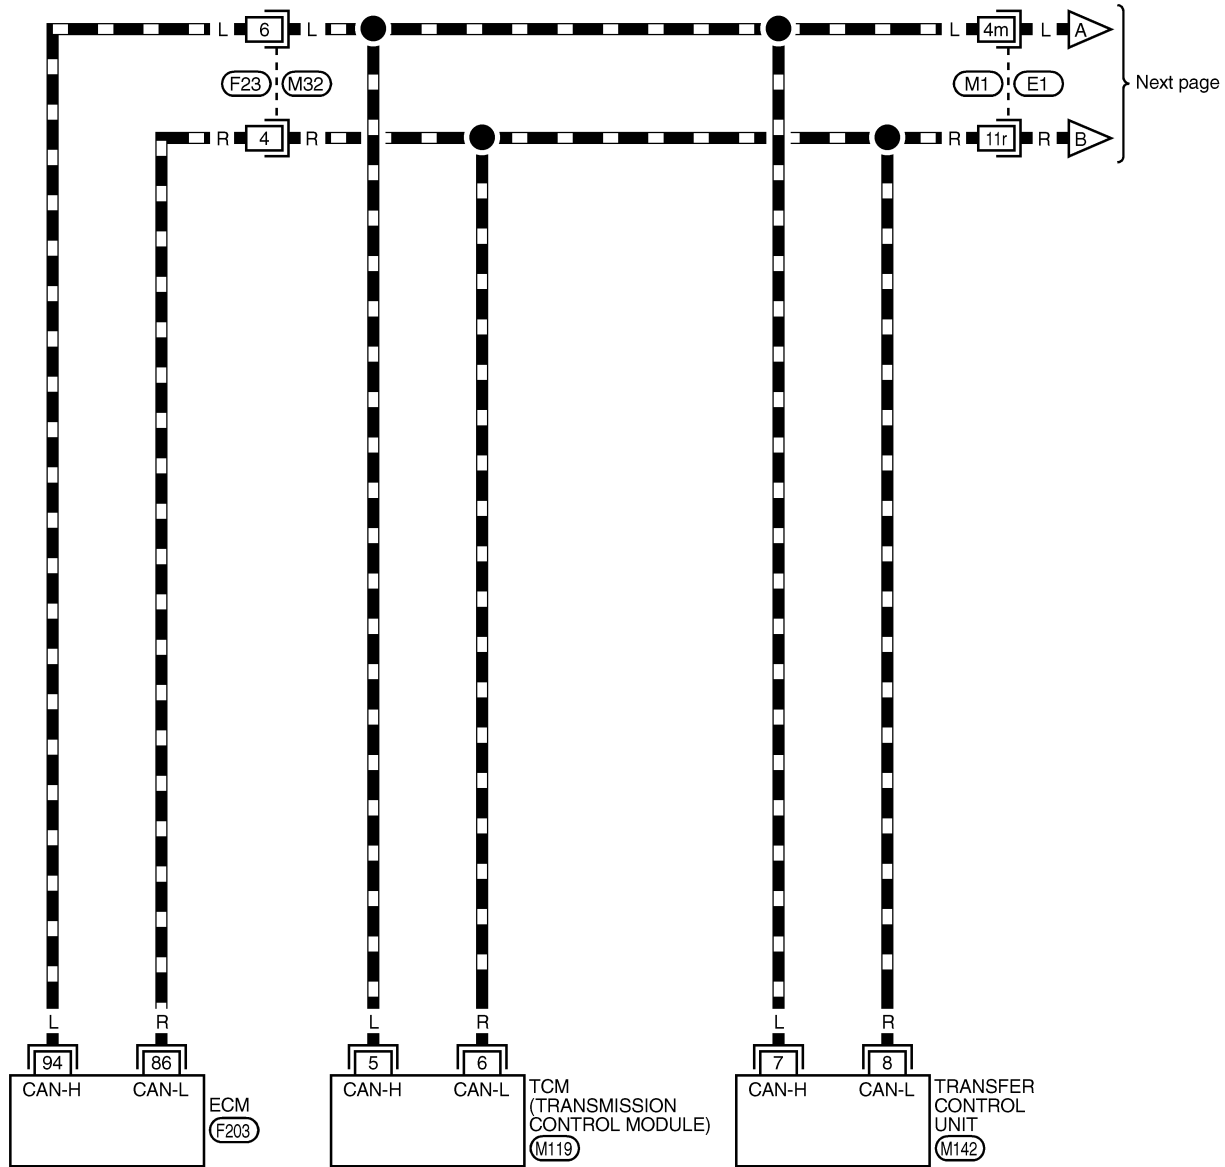 L 6 L L 4m L A
F23 M32 M1 E1 Next page
R 4 R R 11r R B
L R L R L R
94 86 5 6 7 8
CAN-H CAN-L CAN-H CAN-L CAN-H CAN-L
ECM
F203
TCM
(TRANSMISSION
CONTROL MODULE)
M119
TRANSFER
CONTROL
UNIT
M142